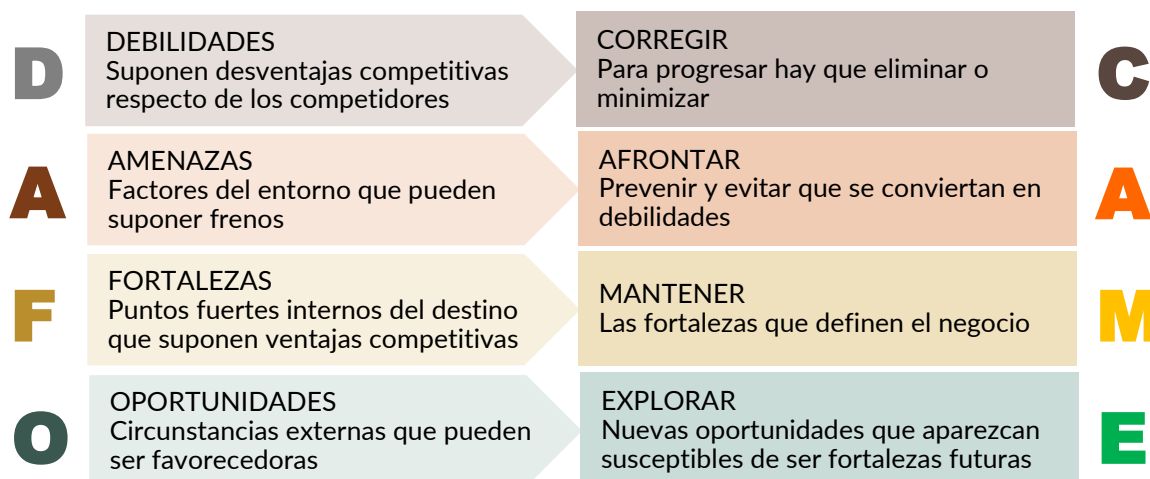 D
DEBILIDADES
Suponen desventajas competitivas
respecto de los competidores
CORREGIR
Para progresar hay que eliminar o
minimizar
C
A
AMENAZAS
Factores del entorno que pueden
suponer frenos
AFRONTAR
Prevenir y evitar que se conviertan en
debilidades
A
F
FORTALEZAS
Puntos fuertes internos del destino
que suponen ventajas competitivas
MANTENER
Las fortalezas que definen el negocio
M
O
OPORTUNIDADES
Circunstancias externas que pueden
ser favorecedoras
EXPLORAR
Nuevas oportunidades que aparezcan
susceptibles de ser fortalezas futuras
E